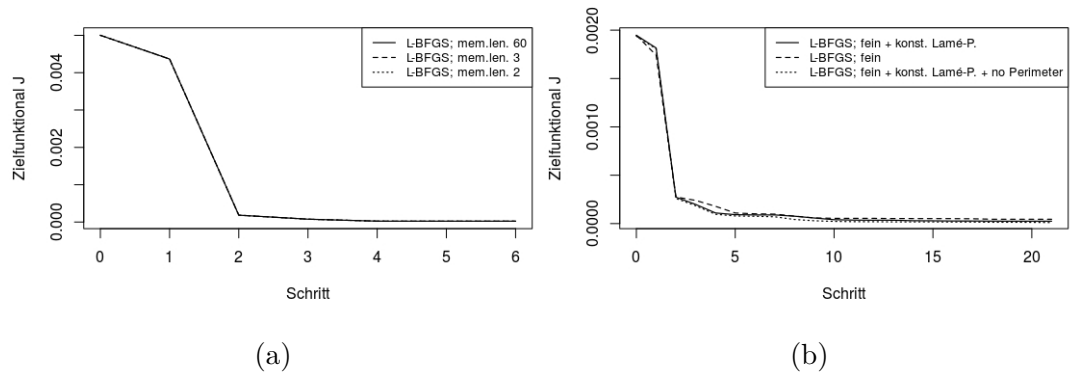 L-BFGS; mem.len. 60
L-BFGS; mem.len. 3
L-BFGS; mem.len. 2
Zielfunktional J
0.004
0.002
0.000
0 1 2 3 4 5 6
Schritt
(a)
L-BFGS; fein + konst. Lamé-P.
L-BFGS; fein
L-BFGS; fein + konst. Lamé-P. + no Perimeter
Zielfunktional J
0.0020
0.0010
0.0000
0 5 10 15 20
Schritt
(b)